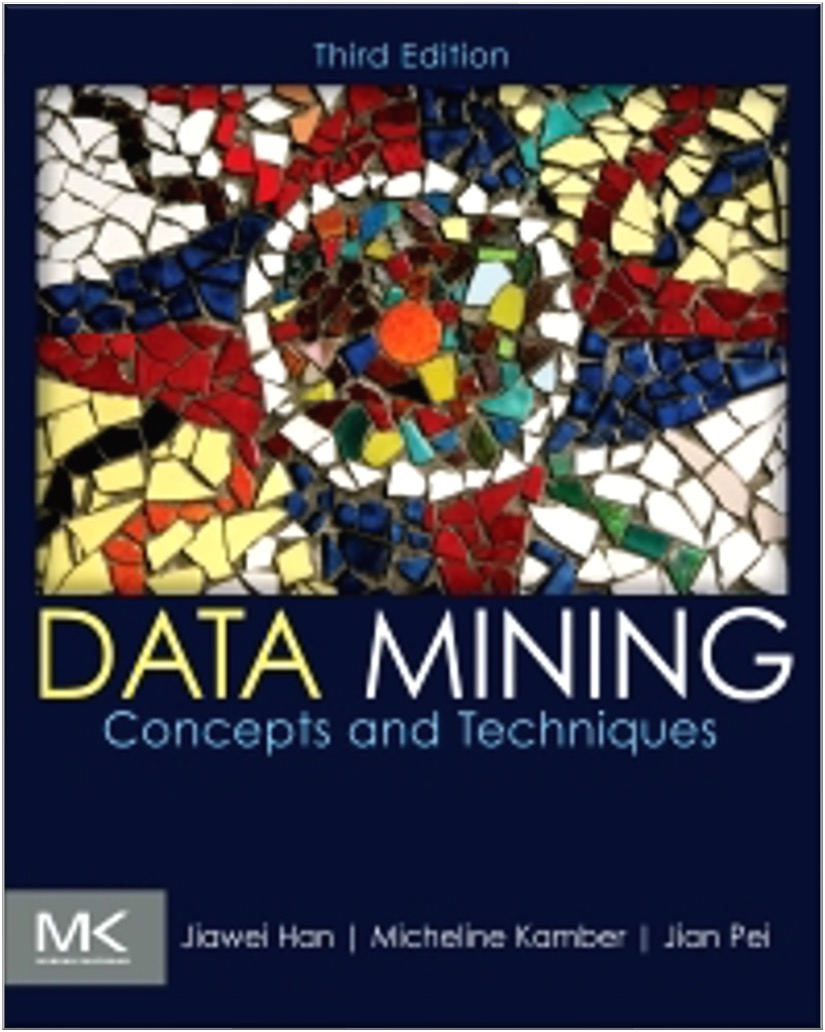 Third Edition
DATA MINING
Concepts and Techniques
MK
Jiawei Han | Micheline Kamber | Jian Pei